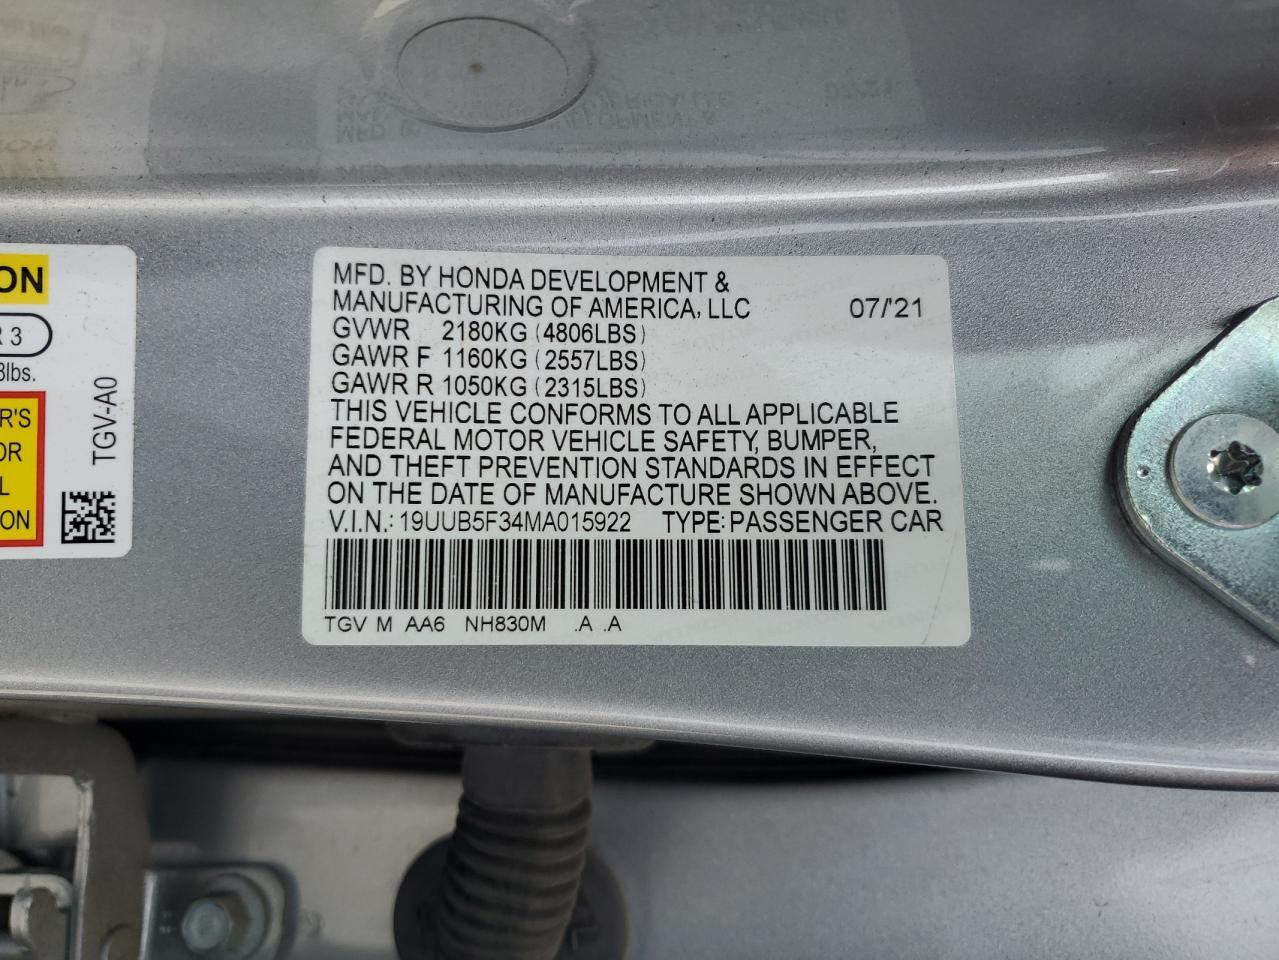 ON
R 3
8lbs.
R'S
OR
L
ION
TGV-A0
MFD. BY HONDA DEVELOPMENT &
MANUFACTURING OF AMERICA, LLC 07/'21
GVWR 2180KG (4806LBS)
GAWR F 1160KG (2557LBS)
GAWR R 1050KG (2315LBS)
THIS VEHICLE CONFORMS TO ALL APPLICABLE
FEDERAL MOTOR VEHICLE SAFETY, BUMPER,
AND THEFT PREVENTION STANDARDS IN EFFECT
ON THE DATE OF MANUFACTURE SHOWN ABOVE.
V.I.N.: 19UUB5F34MA015922 TYPE:PASSENGER CAR
TGV M AA6 NH830M .A .A